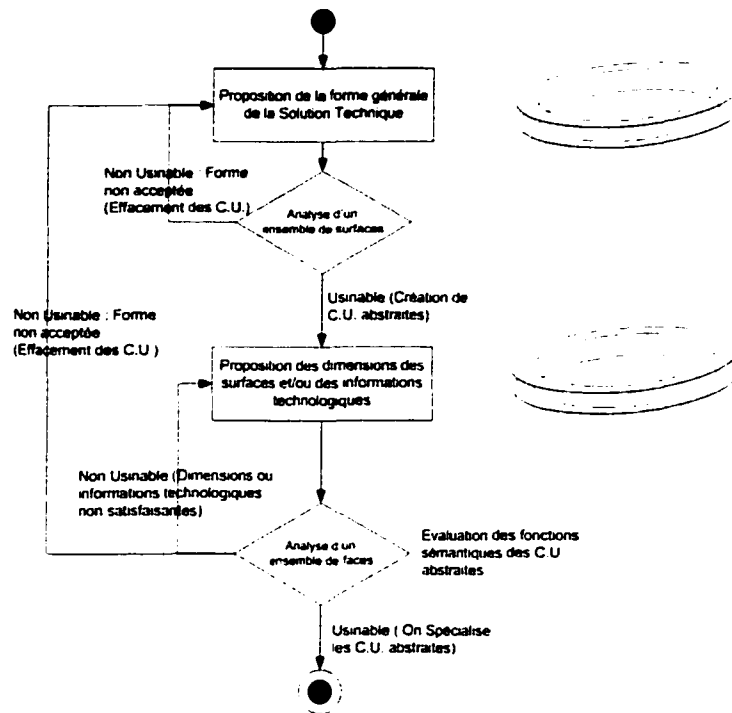 Proposition de la forme générale
de la Solution Technique
Non Usinable : Forme
non acceptée
(Effacement des C.U.)
Analyse d'un
ensemble de surfaces
Usinable (Création de
C.U. abstraites)
Non Usinable : Forme
non acceptée
(Effacement des C.U )
Proposition des dimensions des
surfaces et/ou des informations
technologiques
Non Usinable (Dimensions ou
informations technologiques
non satisfaisantes)
Analyse d'un
ensemble de faces
Evaluation des fonctions
sémantiques des C.U
abstraites
Usinable ( On Spécialise
les C.U. abstraites)